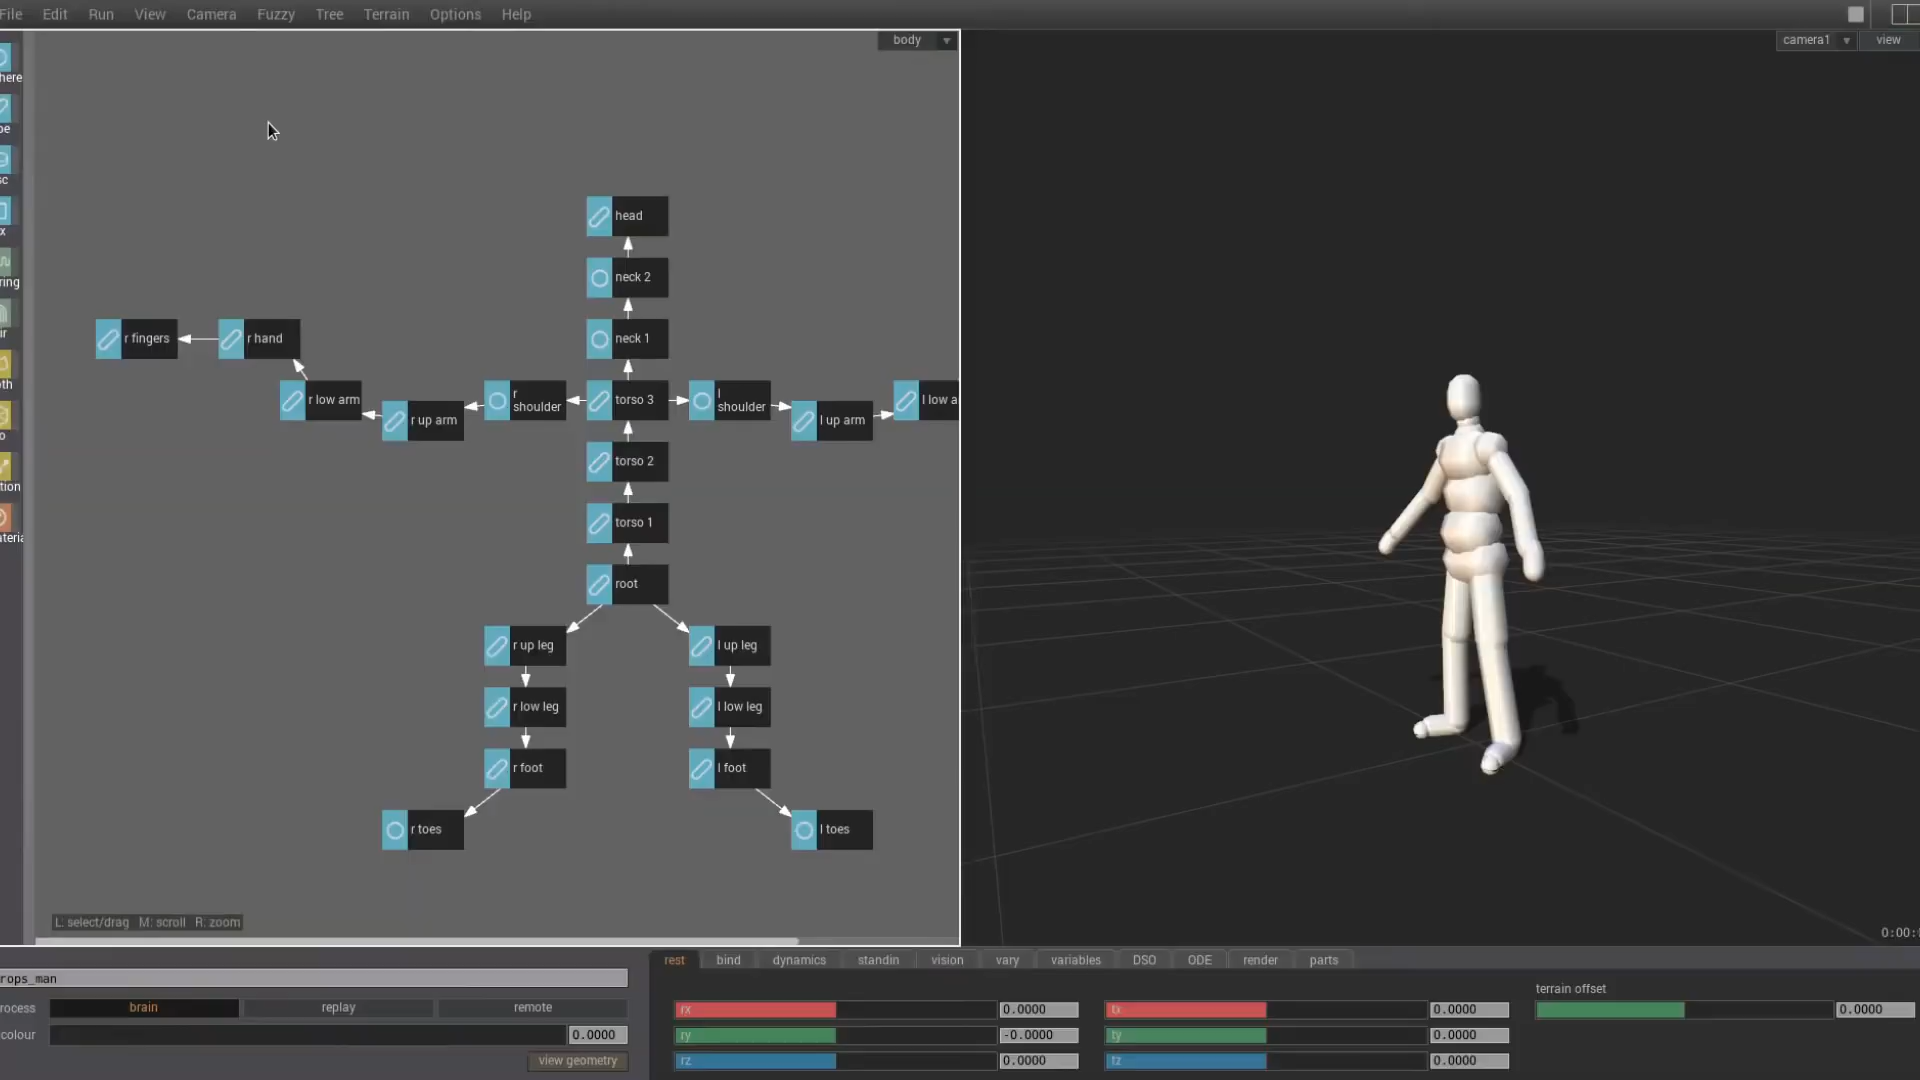 File Edit Run View Camera Fuzzy Tree Terrain Options Help
body
camera1
view
head
neck 2
r fingers
r hand
neck 1
r low arm
r up arm
r
shoulder
torso 3
l
shoulder
l up arm
l low a
torso 2
torso 1
root
r up leg
l up leg
r low leg
l low leg
r foot
l foot
r toes
l toes
here
pe
sc
x
ring
ir
oth
o
tion
ateria
L: select/drag M: scroll R: zoom
0:00:
rops_man
rocess brain replay remote
colour 0.0000
view geometry
rest bind dynamics standin vision vary variables DSO ODE render parts
rx 0.0000 tx 0.0000
ry -0.0000 ty 0.0000
rz 0.0000 tz 0.0000
terrain offset
0.0000